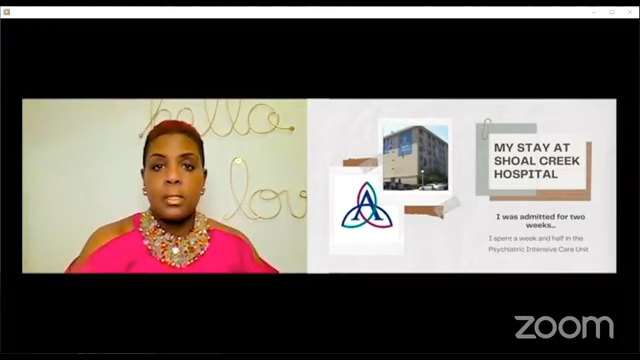 hello
love
MY STAY AT
SHOAL CREEK
HOSPITAL
I was admitted for two
weeks...
I spent a week and half in the
Psychiatric Intensive Care Unit
A
zoom